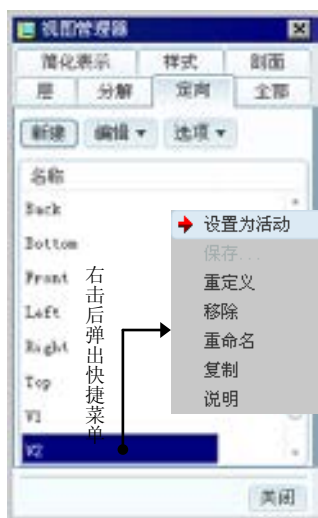 视图管理器
简化表示 样式 剖面
层 分解 定向 全部
新建 编辑 选项
名称
Back
Bottom
Front
Left
Right
Top
V1
V2
右击后弹出快捷菜单
设置为活动
保存...
重定义
移除
重命名
复制
说明
关闭